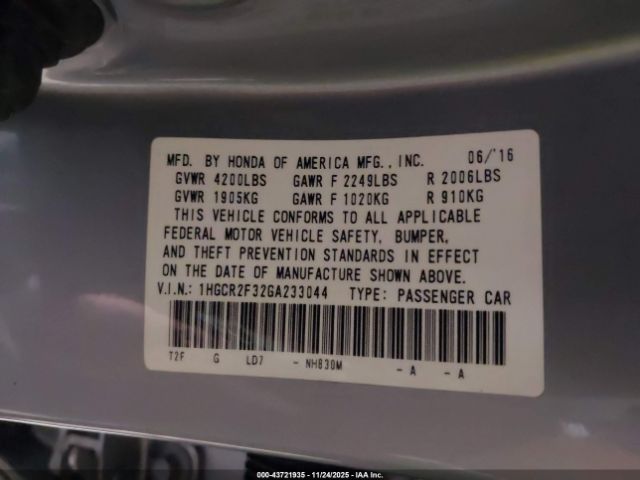 MFD. BY HONDA OF AMERICA MFG., INC. 06/'16
GVWR 4200LBS GAWR F 2249LBS R 2006LBS
GVWR 1905KG GAWR F 1020KG R 910KG
THIS VEHICLE CONFORMS TO ALL APPLICABLE
FEDERAL MOTOR VEHICLE SAFETY, BUMPER,
AND THEFT PREVENTION STANDARDS IN EFFECT
ON THE DATE OF MANUFACTURE SHOWN ABOVE.
V.I.N.: 1HGCR2F32GA233044 TYPE: PASSENGER CAR
T2F G LD7 - NH830M - A - A
000-43721935 - 11/24/2025 - IAA Inc.